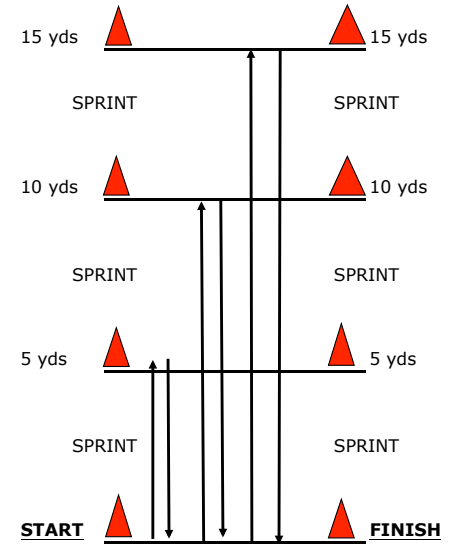 15 yds 15 yds
SPRINT SPRINT
10 yds 10 yds
SPRINT SPRINT
5 yds 5 yds
SPRINT SPRINT
START FINISH